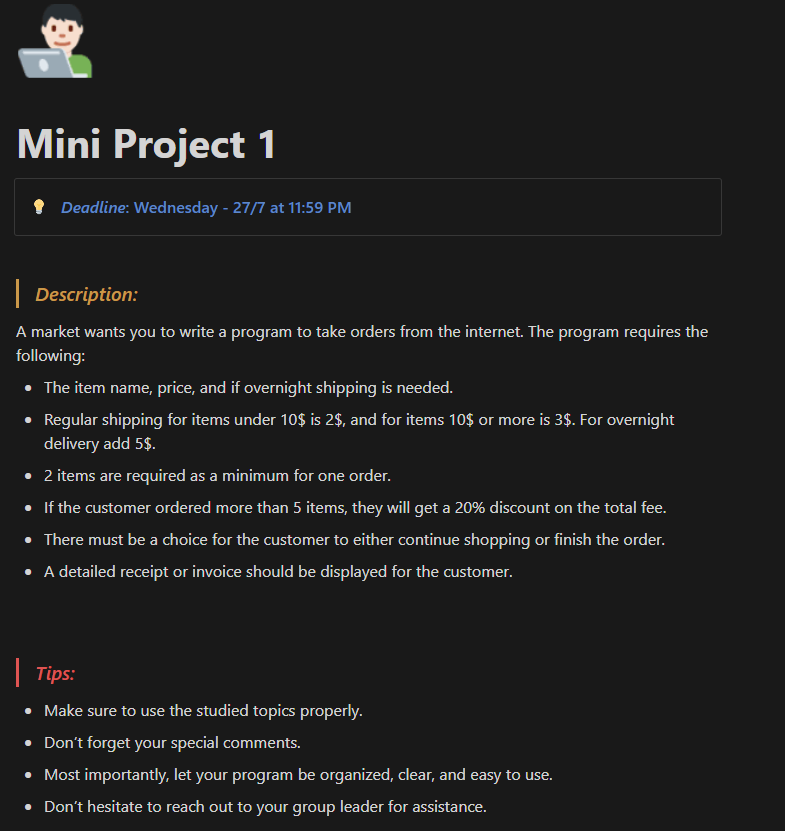 Mini Project 1
Deadline: Wednesday - 27/7 at 11:59 PM
Description:
A market wants you to write a program to take orders from the internet. The program requires the
following:
• The item name, price, and if overnight shipping is needed.
• Regular shipping for items under 10$ is 2$, and for items 10$ or more is 3$. For overnight
delivery add 5$.
• 2 items are required as a minimum for one order.
• If the customer ordered more than 5 items, they will get a 20% discount on the total fee.
• There must be a choice for the customer to either continue shopping or finish the order.
• A detailed receipt or invoice should be displayed for the customer.
Tips:
• Make sure to use the studied topics properly.
• Don’t forget your special comments.
• Most importantly, let your program be organized, clear, and easy to use.
• Don’t hesitate to reach out to your group leader for assistance.